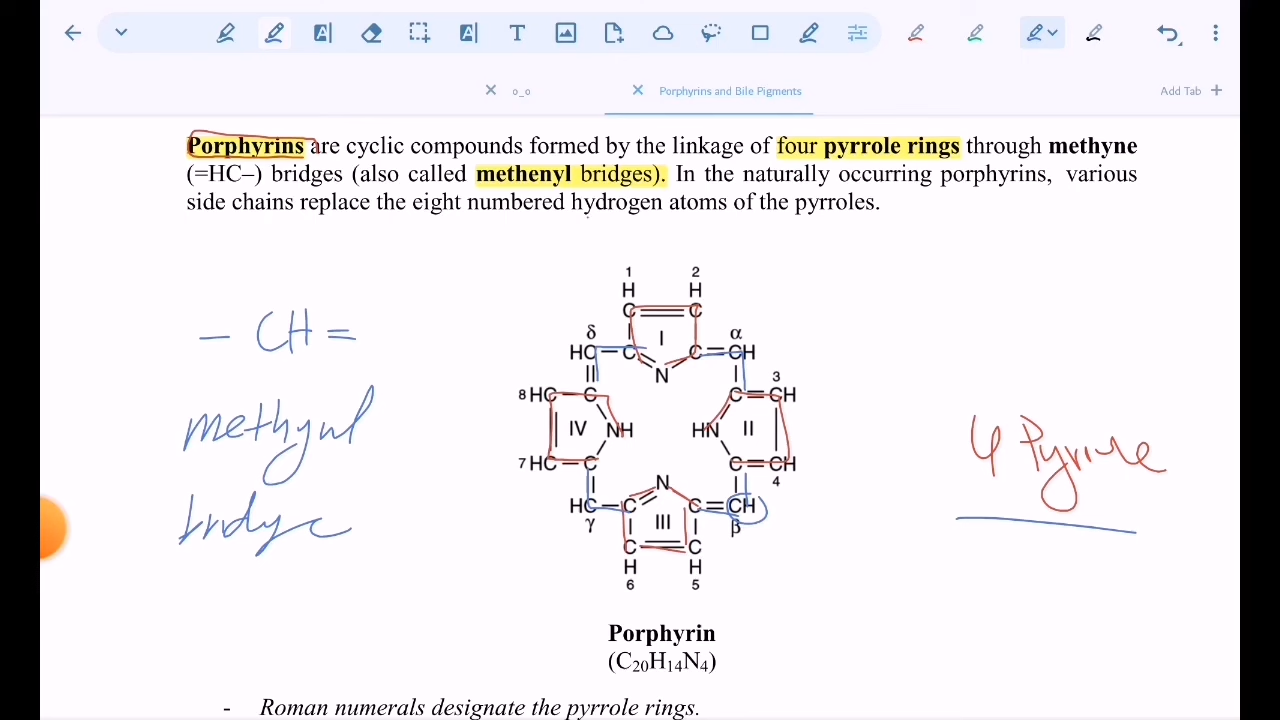 o_o
Porphyrins and Bile Pigments
Add Tab
Porphyrins are cyclic compounds formed by the linkage of four pyrrole rings through methyne
(=HC–) bridges (also called methenyl bridges). In the naturally occurring porphyrins, various
side chains replace the eight numbered hydrogen atoms of the pyrroles.
1 2
H H
C C
δ I α
HC C C CH
N
3
8 HC C C CH
IV NH HN II
7 HC C C CH
4
N
HC C C CH
γ III β
C C
H H
6 5
– CH =
methynl
bridge
4 Pyrrole
Porphyrin
(C₂₀H₁₄N₄)
- Roman numerals designate the pyrrole rings.